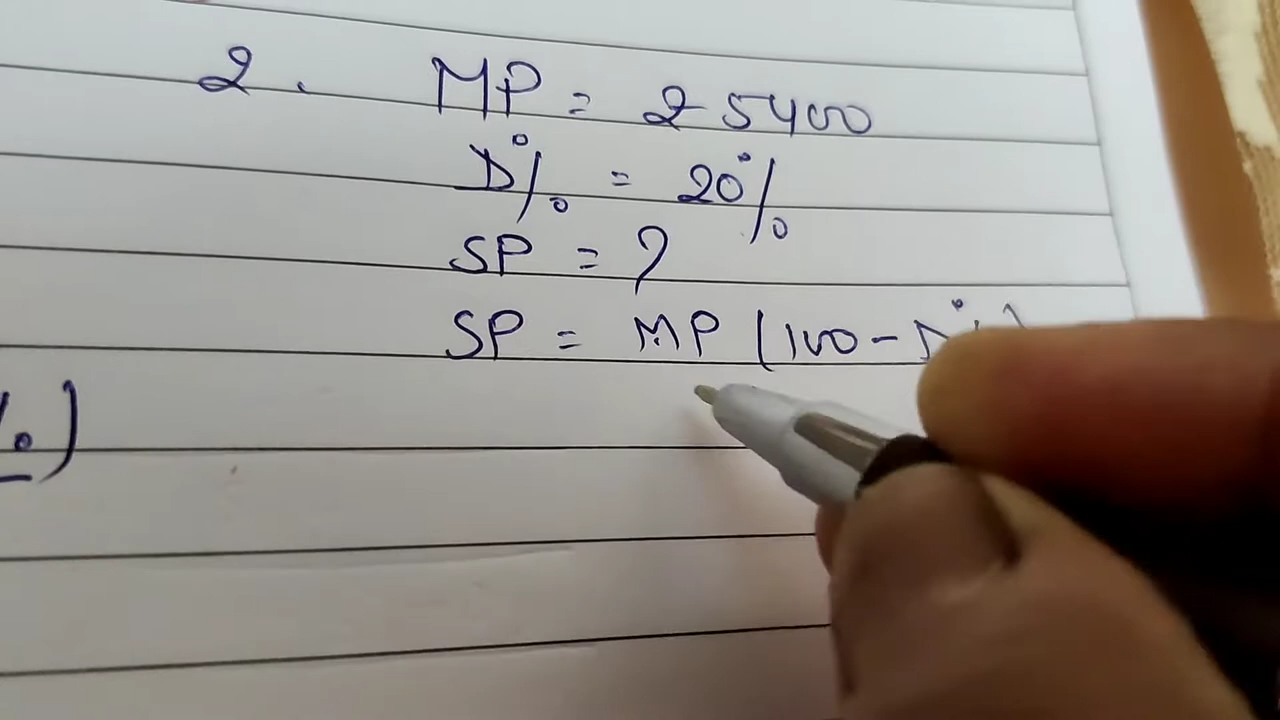 2. MP = 25400
D% = 20%
SP = ?
SP = MP (100 - D%)
%)